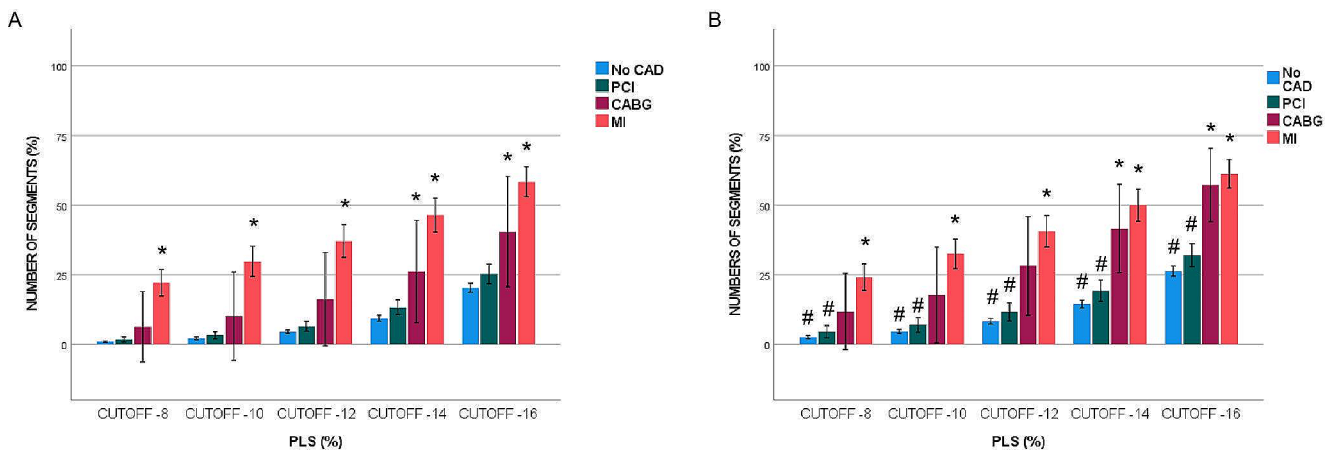 A
NUMBER OF SEGMENTS (%)
100
75
50
25
0
No CAD
PCI
CABG
MI
*
*
*
*
*
*
*
CUTOFF -8
CUTOFF -10
CUTOFF -12
CUTOFF -14
CUTOFF -16
PLS (%)
B
NUMBERS OF SEGMENTS (%)
100
75
50
25
0
No
CAD
PCI
CABG
MI
# # *
# # *
# # *
# # * *
# # * *
CUTOFF -8
CUTOFF -10
CUTOFF -12
CUTOFF -14
CUTOFF -16
PLS (%)